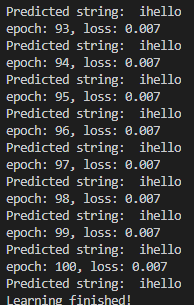 Predicted string:  ihello
epoch: 93, loss: 0.007
Predicted string:  ihello
epoch: 94, loss: 0.007
Predicted string:  ihello
epoch: 95, loss: 0.007
Predicted string:  ihello
epoch: 96, loss: 0.007
Predicted string:  ihello
epoch: 97, loss: 0.007
Predicted string:  ihello
epoch: 98, loss: 0.007
Predicted string:  ihello
epoch: 99, loss: 0.007
Predicted string:  ihello
epoch: 100, loss: 0.007
Predicted string:  ihello
Learning finished!